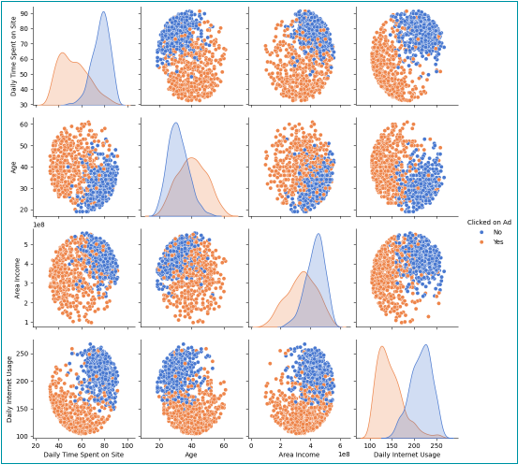 Daily Time Spent on Site
90
80
70
60
50
40
30
Age
60
50
40
30
20
1e8
Area Income
5
4
3
2
1
Clicked on Ad
No
Yes
Daily Internet Usage
250
200
150
100
20 40 60 80 100
Daily Time Spent on Site
20 40 60
Age
0 2 4 6
1e8
Area Income
100 150 200 250
Daily Internet Usage